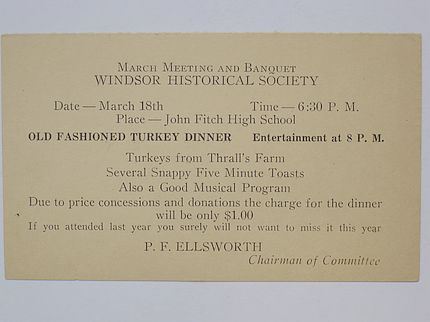 March Meeting and Banquet
WINDSOR HISTORICAL SOCIETY
Date — March 18th Time — 6:30 P. M.
Place — John Fitch High School
OLD FASHIONED TURKEY DINNER Entertainment at 8 P. M.
Turkeys from Thrall's Farm
Several Snappy Five Minute Toasts
Also a Good Musical Program
Due to price concessions and donations the charge for the dinner
will be only $1.00
If you attended last year you surely will not want to miss it this year
P. F. ELLSWORTH
Chairman of Committee